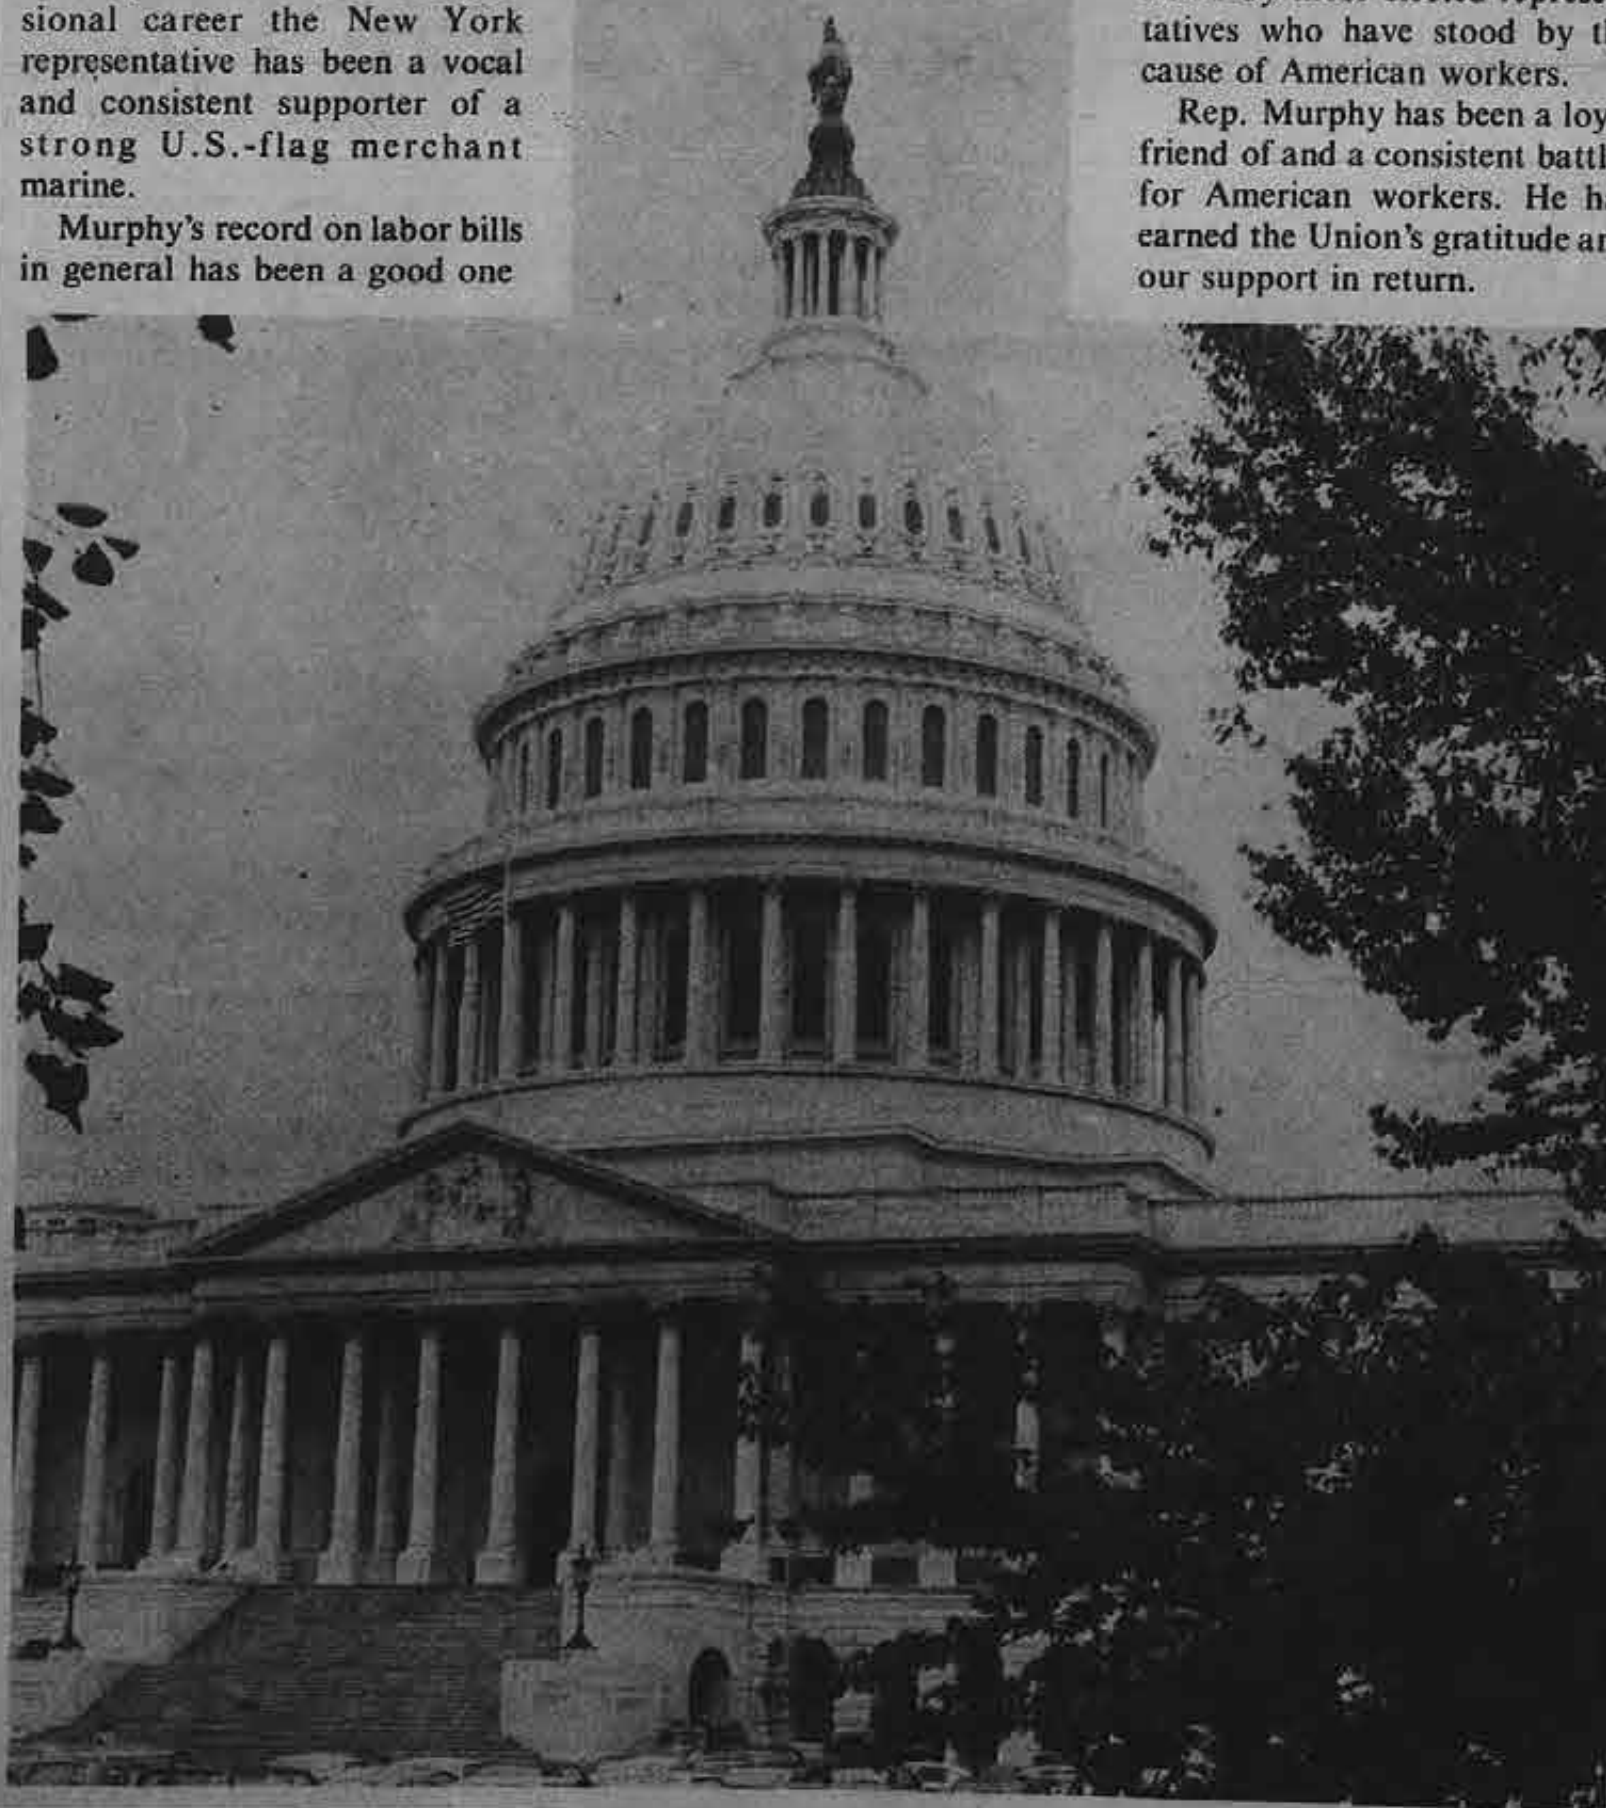 sional career the New York
representative has been a vocal
and consistent supporter of a
strong U.S.-flag merchant
marine.
Murphy's record on labor bills
in general has been a good one
tatives who have stood by
cause of American workers.
Rep. Murphy has been a
friend of and a consistent
for American workers. He
earned the Union's gratitude
our support in return.